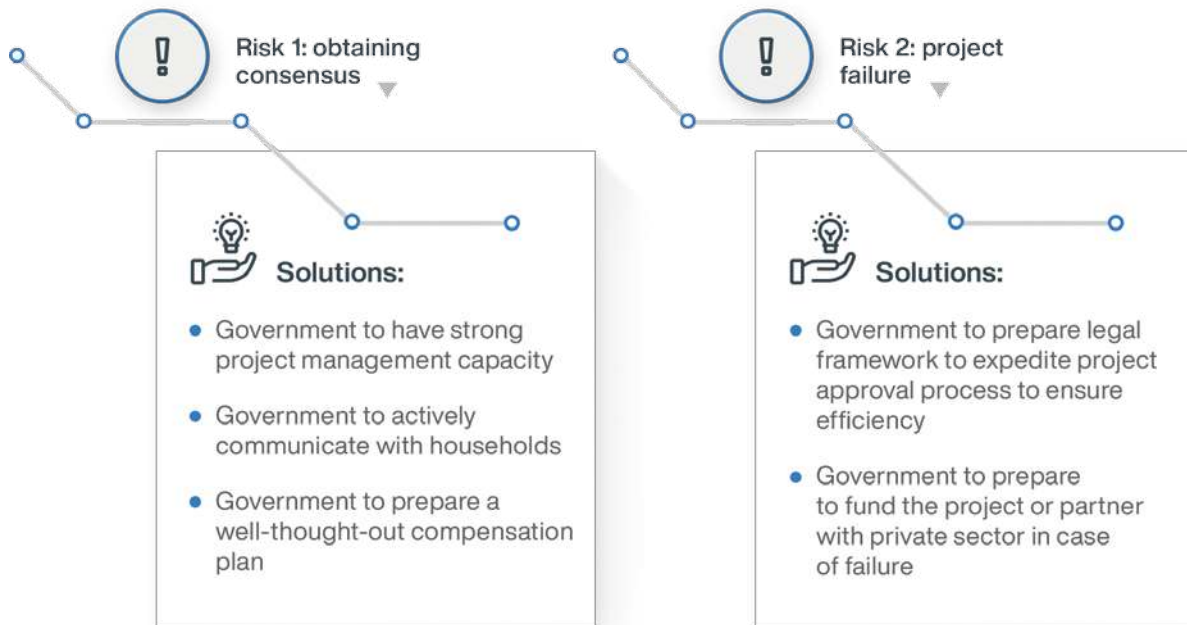 Risk 1: obtaining
consensus
Solutions:
Government to have strong
project management capacity
Government to actively
communicate with households
Government to prepare a
well-thought-out compensation
plan
Risk 2: project
failure
Solutions:
Government to prepare legal
framework to expedite project
approval process to ensure
efficiency
Government to prepare
to fund the project or partner
with private sector in case
of failure